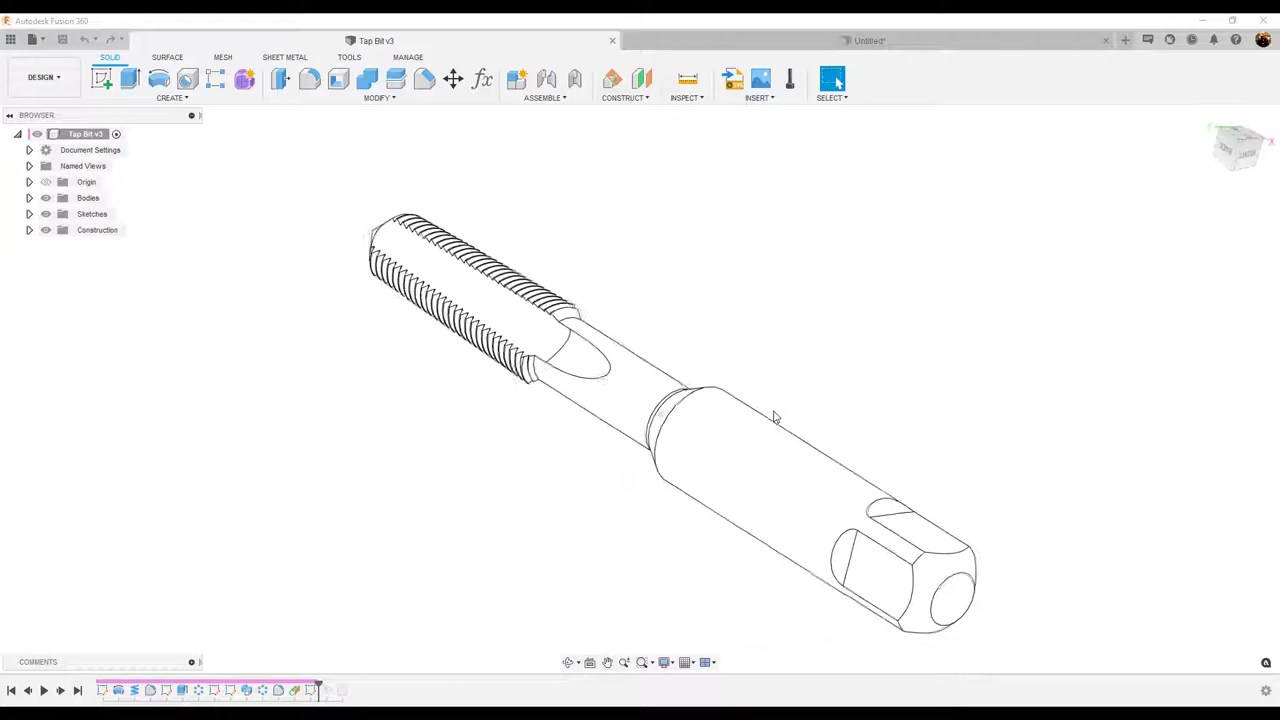 Autodesk Fusion 360
Tap Bit v3
Untitled*
DESIGN
SOLID
SURFACE
MESH
SHEET METAL
TOOLS
MANAGE
CREATE
MODIFY
ASSEMBLE
CONSTRUCT
INSPECT
INSERT
SELECT
BROWSER
Tap Bit v3
Document Settings
Named Views
Origin
Bodies
Sketches
Construction
COMMENTS